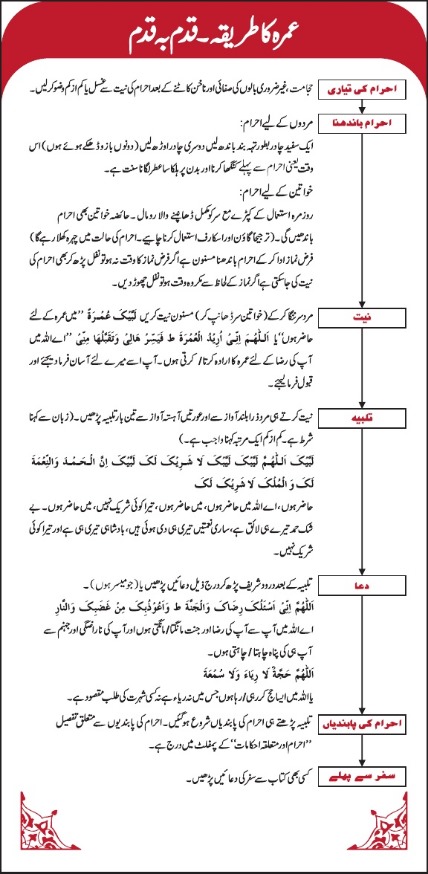 عمرہ کا طریقہ۔ قدم بہ قدم
احرام کی تیاری
حجامت، غیر ضروری بالوں کی صفائی اور ناخن کاٹنے کے بعد احرام کی نیت سے غسل یا کم از کم وضو کر لیں۔
احرام باندھنا
مردوں کے لیے احرام:
ایک سفید چادر بطور تہبند باندھ لیں دوسری چادر اوڑھ لیں (دونوں بازو ڈھکے ہوئے ہوں) اس
وقت یعنی احرام سے پہلے کنگھا کرنا اور بدن پر ہلکا سا عطر لگانا سنت ہے۔
خواتین کے لیے احرام:
روزمرہ استعمال کے کپڑے مع سر کو مکمل ڈھانپنے والا رومال۔ حائضہ خواتین بھی احرام
باندھیں گی۔ (ترجیحاً گاؤن اور اسکارف استعمال کرنا چاہیے۔ احرام کی حالت میں چہرہ کھلا رہے گا)
فرض نماز ادا کر کے احرام باندھنا مسنون ہے اگر فرض نماز کا وقت نہ ہو تو نفل پڑھ کر بھی احرام کی
نیت کی جاسکتی ہے اگر نماز کے لحاظ سے مکروہ وقت ہو تو نفل چھوڑ دیں۔
نیت
مرد سر ننگا کر کے (خواتین سر ڈھانپ کر) مسنون نیت کریں لَبَّیْکَ عُمْرَةً "میں عمرہ کے لئے
حاضر ہوں" یا اَللّٰهُمَّ اِنِّیْ اُرِیْدُ الْعُمْرَةَ ط فَیَسِّرْ هَالِیْ وَتَقَبَّلْهَا مِنِّیْ "اے اللہ میں
آپ کی رضا کے لئے عمرہ کا ارادہ کرتا/کرتی ہوں۔ آپ اسے میرے لئے آسان فرما دیجئے اور
قبول فرما لیجئے۔
تلبیہ
نیت کرتے ہی مرد ذرا بلند آواز سے اور عورتیں آہستہ آواز سے تین بار تلبیہ پڑھیں۔ (زبان سے کہنا
شرط ہے۔ کم از کم ایک مرتبہ کہنا واجب ہے۔)
لَبَّیْکَ اَللّٰهُمَّ لَبَّیْکَ لَبَّیْکَ لَا شَرِیْکَ لَکَ لَبَّیْکَ اِنَّ الْحَمْدَ وَالنِّعْمَةَ
لَکَ وَالْمُلْکَ لَا شَرِیْکَ لَکَ
حاضر ہوں، اے اللہ میں حاضر ہوں، میں حاضر ہوں، تیرا کوئی شریک نہیں، میں حاضر ہوں۔ بے
شک حمد تیرے ہی لائق ہے، ساری نعمتیں تیری ہی دی ہوئی ہیں، بادشاہی تیری ہی ہے اور تیرا کوئی
شریک نہیں۔
دعا
تلبیہ کے بعد درود شریف پڑھ کر درج ذیل دعائیں پڑھیں یا (جو میسر ہوں)۔
اَللّٰهُمَّ اِنِّیْ اَسْئَلُکَ رِضَاکَ وَالْجَنَّةَ ط وَاَعُوْذُبِکَ مِنْ غَضَبِکَ وَالنَّارِ
اے اللہ میں آپ سے آپ کی رضا اور جنت مانگتا/مانگتی ہوں اور آپ کی ناراضگی اور جہنم سے
آپ ہی کی پناہ چاہتا/چاہتی ہوں۔
اَللّٰهُمَّ حَجَّةً لَا رِیَاءَ وَلَا سُمْعَةَ
یا اللہ میں ایسا حج کر رہی/رہا ہوں جس میں نہ ریا ہے نہ کسی شہرت کی طلب مقصود ہے۔
احرام کی پابندیاں
تلبیہ پڑھتے ہی احرام کی پابندیاں شروع ہو گئیں۔ احرام کی پابندیوں سے متعلق تفصیل
"احرام اور متعلقہ احکامات" کے پمفلٹ میں درج ہے۔
سفر سے پہلے
کسی بھی کتاب سے سفر کی دعائیں پڑھیں۔